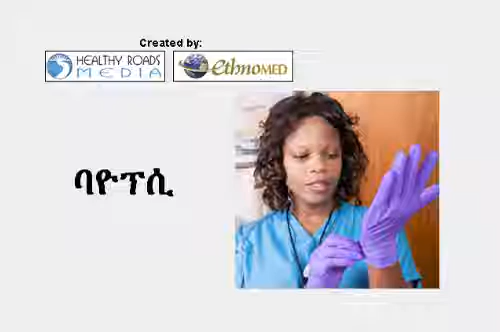 Created by:
HEALTHY ROADS
MEDIA
EthnoMED
ባዮፕሲ